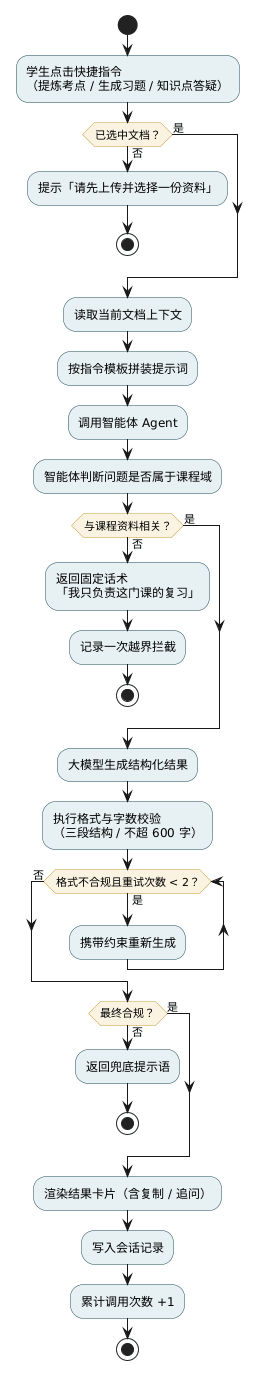 学生点击快捷指令
（提炼考点 / 生成习题 / 知识点答疑）
已选中文档？
是
否
提示「请先上传并选择一份资料」
读取当前文档上下文
按指令模板拼装提示词
调用智能体 Agent
智能体判断问题是否属于课程域
与课程资料相关？
是
否
返回固定话术
「我只负责这门课的复习」
记录一次越界拦截
大模型生成结构化结果
执行格式与字数校验
（三段结构 / 不超 600 字）
否
格式不合规且重试次数 < 2？
是
携带约束重新生成
最终合规？
是
否
返回兜底提示语
渲染结果卡片（含复制 / 追问）
写入会话记录
累计调用次数 +1